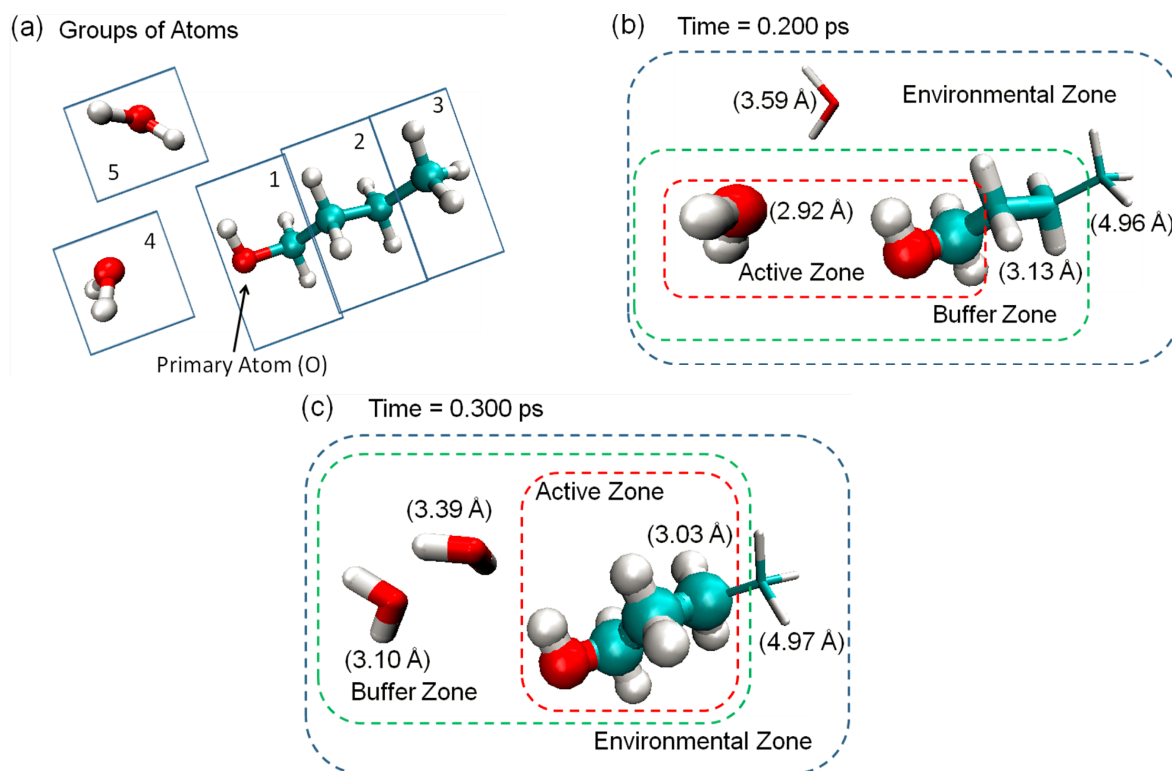 (a) Groups of Atoms
3
2
5
1
4
Primary Atom (O)
(b) Time = 0.200 ps
(3.59 Å)
Environmental Zone
(2.92 Å)
(4.96 Å)
Active Zone
(3.13 Å)
Buffer Zone
(c) Time = 0.300 ps
Active Zone
(3.39 Å)
(3.03 Å)
(4.97 Å)
(3.10 Å)
Buffer Zone
Environmental Zone